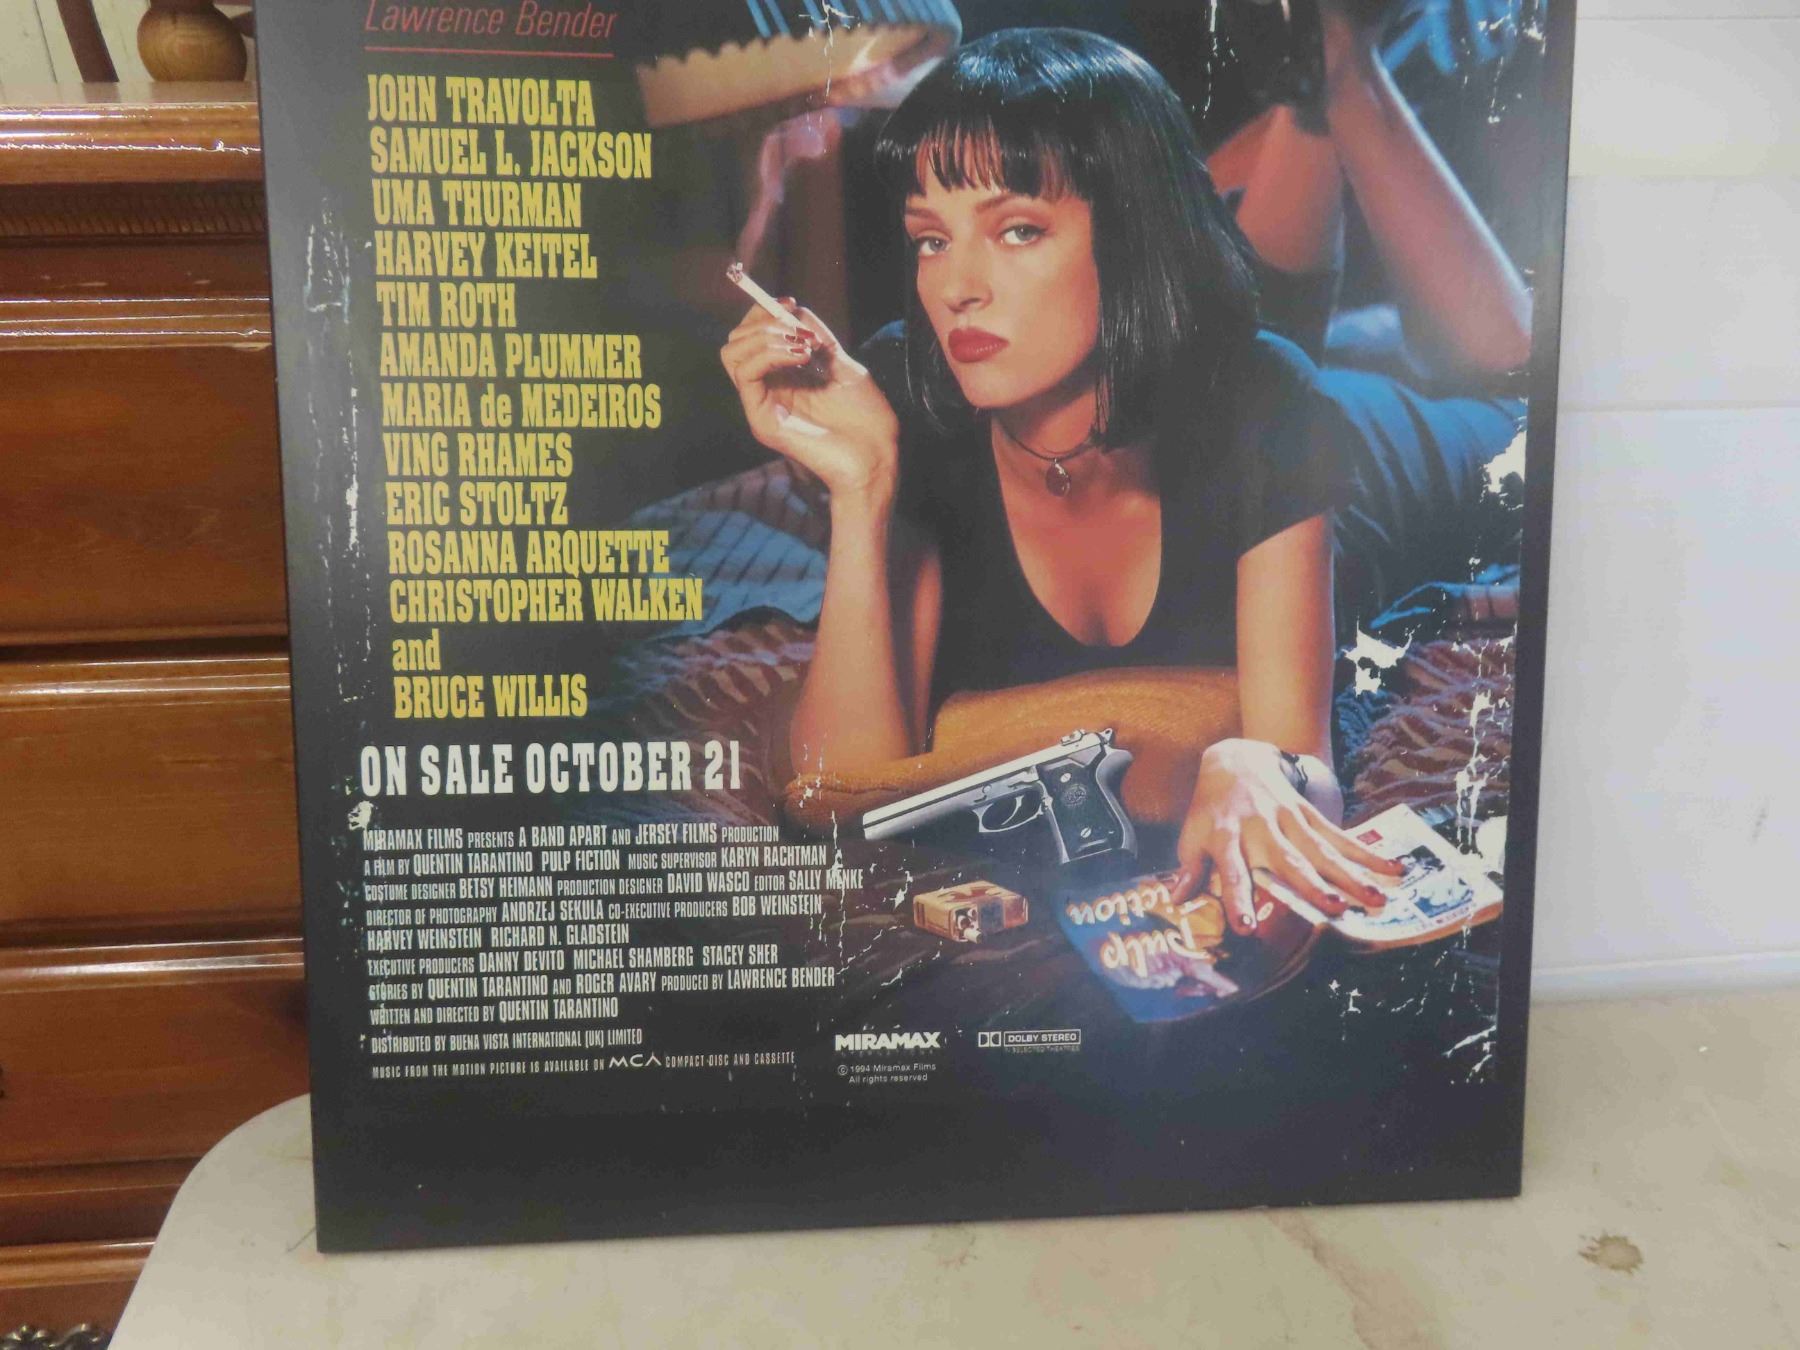 Lawrence Bender
JOHN TRAVOLTA
SAMUEL L. JACKSON
UMA THURMAN
HARVEY KEITEL
TIM ROTH
AMANDA PLUMMER
MARIA de MEDEIROS
VING RHAMES
ERIC STOLTZ
ROSANNA ARQUETTE
CHRISTOPHER WALKEN
and
BRUCE WILLIS
ON SALE OCTOBER 21
MIRAMAX FILMS PRESENTS A BAND APART AND JERSEY FILMS PRODUCTION
A FILM BY QUENTIN TARANTINO PULP FICTION MUSIC SUPERVISOR KARYN RACHTMAN
COSTUME DESIGNER BETSY HEIMANN PRODUCTION DESIGNER DAVID WASCO EDITOR SALLY MENKE
DIRECTOR OF PHOTOGRAPHY ANDRZEJ SEKULA CO-EXECUTIVE PRODUCERS BOB WEINSTEIN
HARVEY WEINSTEIN RICHARD N. GLADSTEIN
EXECUTIVE PRODUCERS DANNY DEVITO MICHAEL SHAMBERG STACEY SHER
STORIES BY QUENTIN TARANTINO AND ROGER AVARY PRODUCED BY LAWRENCE BENDER
WRITTEN AND DIRECTED BY QUENTIN TARANTINO
DISTRIBUTED BY BUENA VISTA INTERNATIONAL (UK) LIMITED
MUSIC FROM THE MOTION PICTURE IS AVAILABLE ON MCA COMPACT DISC AND CASSETTE
MIRAMAX
© 1994 Miramax Films
All rights reserved
DOLBY STEREO
IN SELECTED THEATRES
Pulp
Fiction